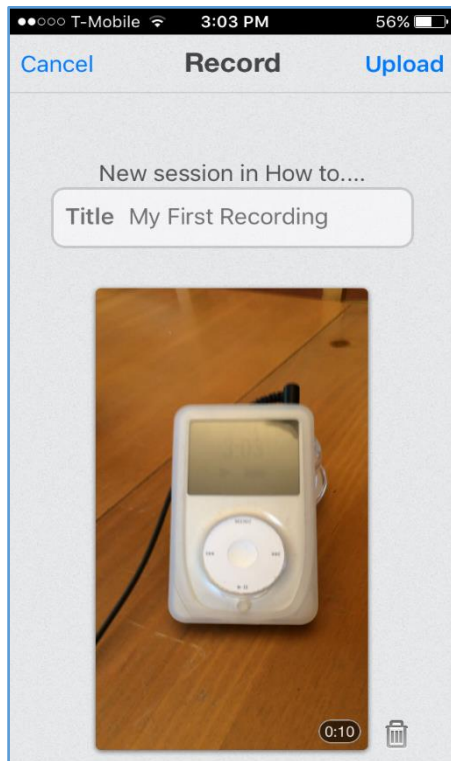 T-Mobile 3:03 PM 56%
Cancel Record Upload
New session in How to....
Title My First Recording
MENU
0:10